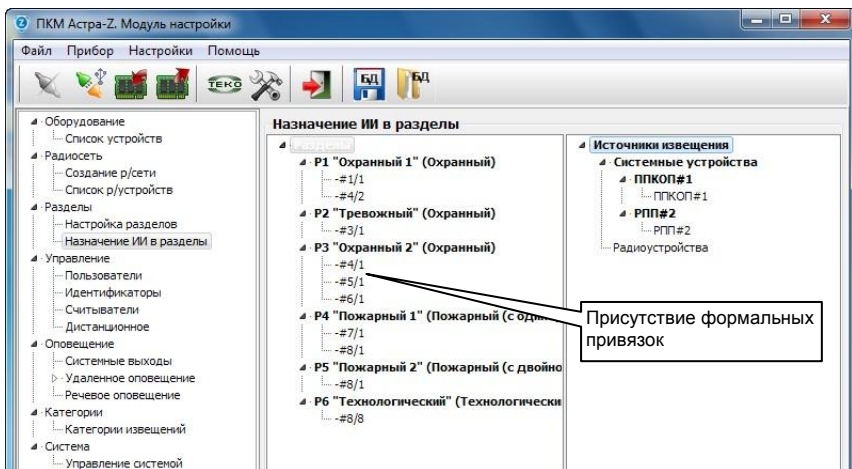 ПКМ Астра-Z. Модуль настройки
Файл Прибор Настройки Помощь
ТЕКО БД БД
Оборудование
Список устройств
Радиосеть
Создание р/сети
Список р/устройств
Разделы
Настройка разделов
Назначение ИИ в разделы
Управление
Пользователи
Идентификаторы
Считыватели
Дистанционное
Оповещение
Системные выходы
Удаленное оповещение
Речевое оповещение
Категории
Категории извещений
Система
Управление системой
Назначение ИИ в разделы
Разделы
Р1 "Охранный 1" (Охранный)
-#1/1
-#4/2
Р2 "Тревожный" (Охранный)
-#3/1
Р3 "Охранный 2" (Охранный)
-#4/1
-#5/1
-#6/1
Р4 "Пожарный 1" (Пожарный (с один
-#7/1
-#8/1
Р5 "Пожарный 2" (Пожарный (с двойно
-#8/1
Р6 "Технологический" (Технологически
-#8/8
Источники извещения
Системные устройства
ППКОП#1
ППКОП#1
РПП#2
РПП#2
Радиоустройства
Присутствие формальных
привязок